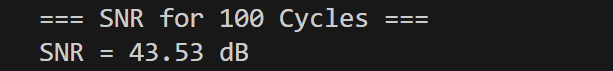 === SNR for 100 Cycles ===
SNR = 43.53 dB